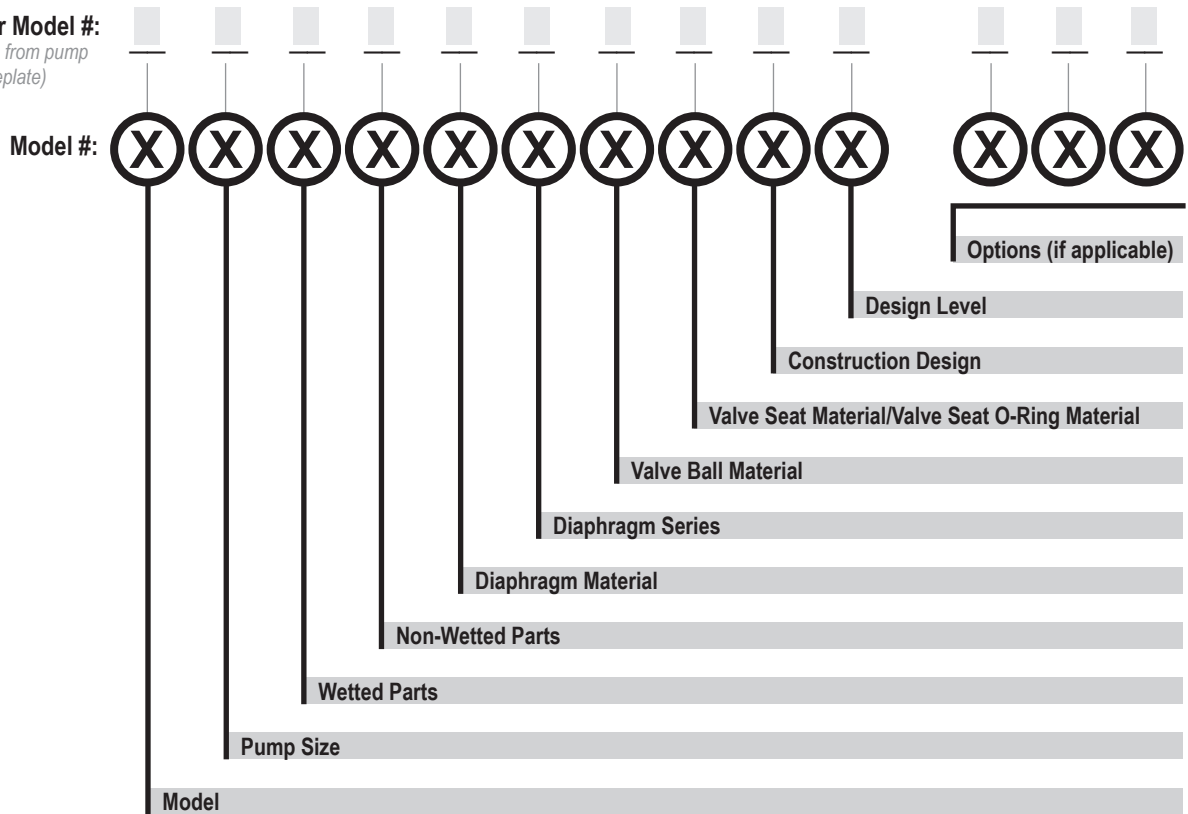 r Model #:
from pump
eplate)
Model #: X X X X X X X X X X X X X
Options (if applicable)
Design Level
Construction Design
Valve Seat Material/Valve Seat O-Ring Material
Valve Ball Material
Diaphragm Series
Diaphragm Material
Non-Wetted Parts
Wetted Parts
Pump Size
Model